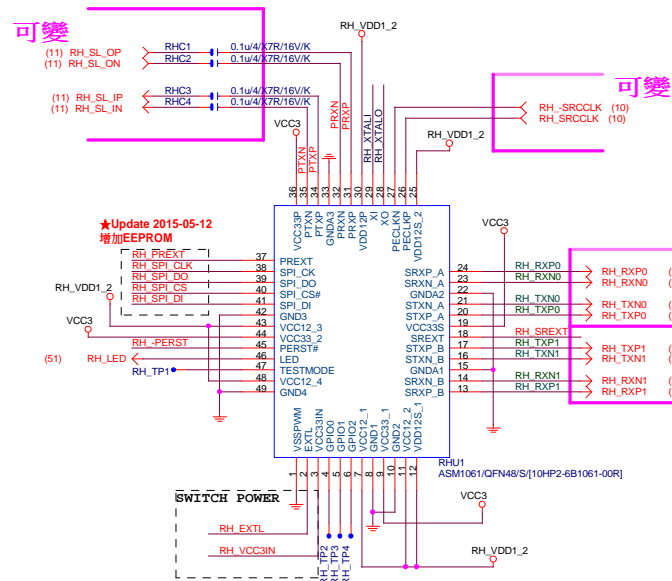 可變
(11) RH_SL_OP
(11) RH_SL_ON
RHC1 0.1u/4/X7R/16V/K
RHC2 0.1u/4/X7R/16V/K
(11) RH_SL_IP
(11) RH_SL_IN
RHC3 0.1u/4/X7R/16V/K
RHC4 0.1u/4/X7R/16V/K
RH_VDD1_2
可變
RH_-SRCCLK (10)
RH_SRCCLK (10)
VCC3
PTXN
PTXP
PRXN
PRXP
RH_XTALI
RH_XTALO
RH_VDD1_2
36 35 34 33 32 31 30 29 28 27 26 25
VCC33P
PTXN
PTXP
GNDA3
PRXN
PRXP
VDD12P
XI
XO
PECLKN
PECLKP
VDD12S_2
★Update 2015-05-12
增加EEPROM
RH_PREXT 37 PREXT
RH_SPI_CLK 38 SPI_CK
RH_SPI_DO 39 SPI_DO
RH_SPI_CS 40 SPI_CS#
RH_SPI_DI 41 SPI_DI
42 GND3
RH_VDD1_2
43 VCC12_3
VCC3
44 VCC33_2
RH_-PERST 45 PERST#
(51) RH_LED 46 LED
RH_TP1 47 TESTMODE
48 VCC12_4
49 GND4
VCC3
SRXP_A 24 RH_RXP0 RH_RXP0
SRXN_A 23 RH_RXN0 RH_RXN0
GNDA2 22
STXN_A 21 RH_TXN0 RH_TXN0
STXP_A 20 RH_TXP0 RH_TXP0
VCC33S 19
SREXT 18 RH_SREXT
STXP_B 17 RH_TXP1 RH_TXP1
STXN_B 16 RH_TXN1 RH_TXN1
GNDA1 15
SRXN_B 14 RH_RXN1 RH_RXN1
SRXP_B 13 RH_RXP1 RH_RXP1
VSSPWM
EXTL
VCC33IN
GPIO0
GPIO1
GPIO2
VCC12_1
GND1
VCC33_1
GND2
VCC12_2
VDD12S_1
1 2 3 4 5 6 7 8 9 10 11 12
RHU1
ASM1061/QFN48/S/[10HP2-6B1061-00R]
SWITCH POWER
RH_EXTL
RH_VCC3IN
RH_TP2
RH_TP3
RH_TP4
VCC3
RH_VDD1_2